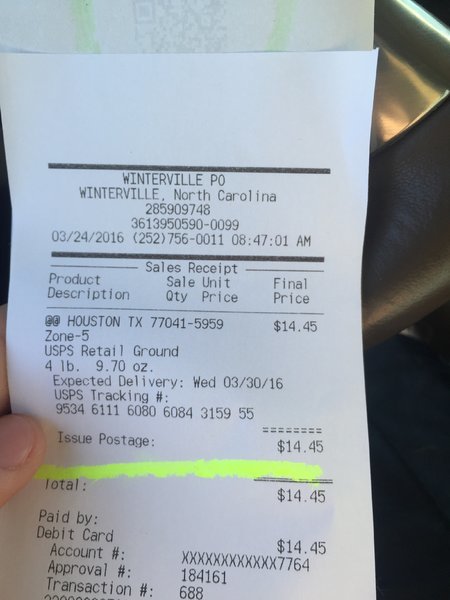 WINTERVILLE PO
WINTERVILLE, North Carolina
285909748
3613950590-0099
03/24/2016 (252)756-0011 08:47:01 AM
Sales Receipt
Product Sale Unit Final
Description Qty Price Price
@@ HOUSTON TX 77041-5959 $14.45
Zone-5
USPS Retail Ground
4 lb. 9.70 oz.
Expected Delivery: Wed 03/30/16
USPS Tracking #:
9534 6111 6080 6084 3159 55
========
Issue Postage: $14.45
Total: $14.45
Paid by:
Debit Card $14.45
Account #: XXXXXXXXXXXX7764
Approval #: 184161
Transaction #: 688